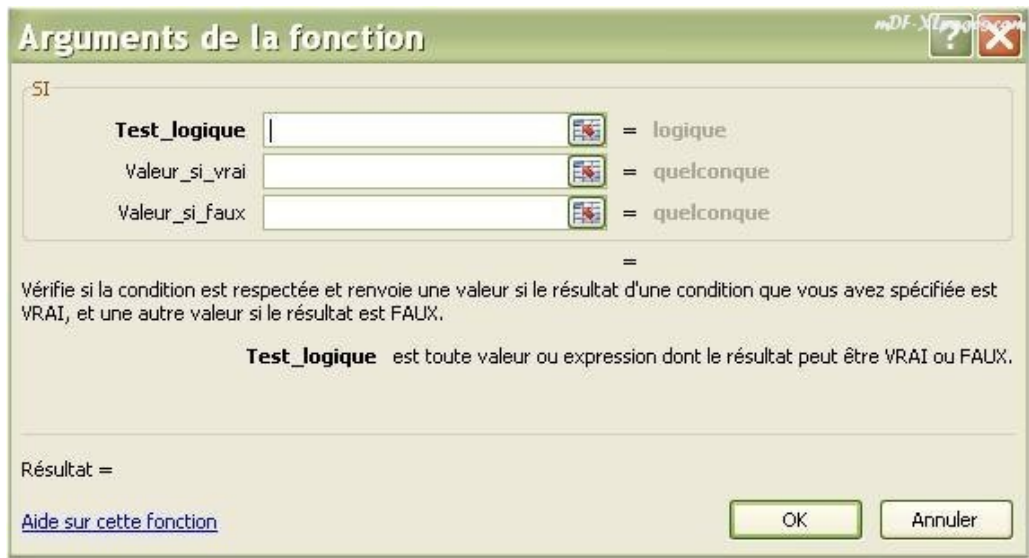 Arguments de la fonction
SI
Test_logique = logique
Valeur_si_vrai = quelconque
Valeur_si_faux = quelconque
=
Vérifie si la condition est respectée et renvoie une valeur si le résultat d'une condition que vous avez spécifiée est
VRAI, et une autre valeur si le résultat est FAUX.
Test_logique est toute valeur ou expression dont le résultat peut être VRAI ou FAUX.
Résultat =
Aide sur cette fonction
OK
Annuler